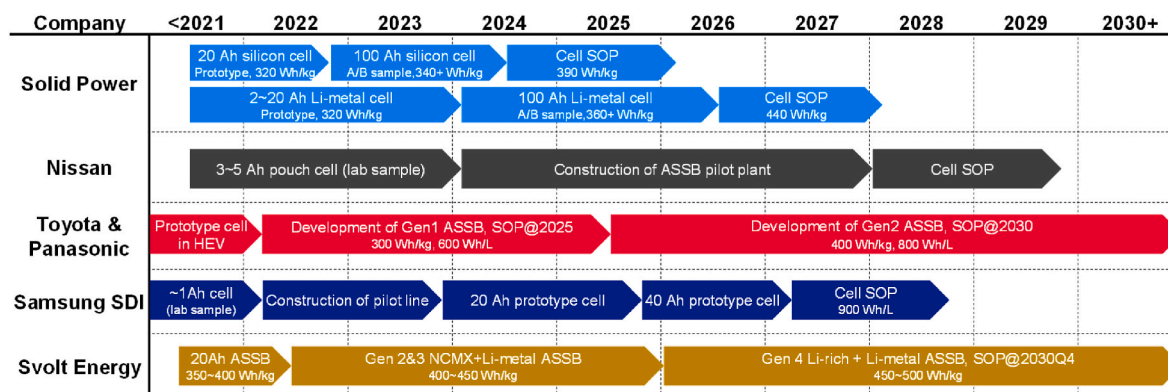 Company <2021 2022 2023 2024 2025 2026 2027 2028 2029 2030+
Solid Power
20 Ah silicon cell
Prototype, 320 Wh/kg
100 Ah silicon cell
A/B sample,340+ Wh/kg
Cell SOP
390 Wh/kg
2~20 Ah Li-metal cell
Prototype, 320 Wh/kg
100 Ah Li-metal cell
A/B sample,360+ Wh/kg
Cell SOP
440 Wh/kg
Nissan
3~5 Ah pouch cell (lab sample)
Construction of ASSB pilot plant
Cell SOP
Toyota &
Panasonic
Prototype cell
in HEV
Development of Gen1 ASSB, SOP@2025
300 Wh/kg, 600 Wh/L
Development of Gen2 ASSB, SOP@2030
400 Wh/kg, 800 Wh/L
Samsung SDI
~1Ah cell
(lab sample)
Construction of pilot line
20 Ah prototype cell
40 Ah prototype cell
Cell SOP
900 Wh/L
Svolt Energy
20Ah ASSB
350~400 Wh/kg
Gen 2&3 NCMX+Li-metal ASSB
400~450 Wh/kg
Gen 4 Li-rich + Li-metal ASSB, SOP@2030Q4
450~500 Wh/kg